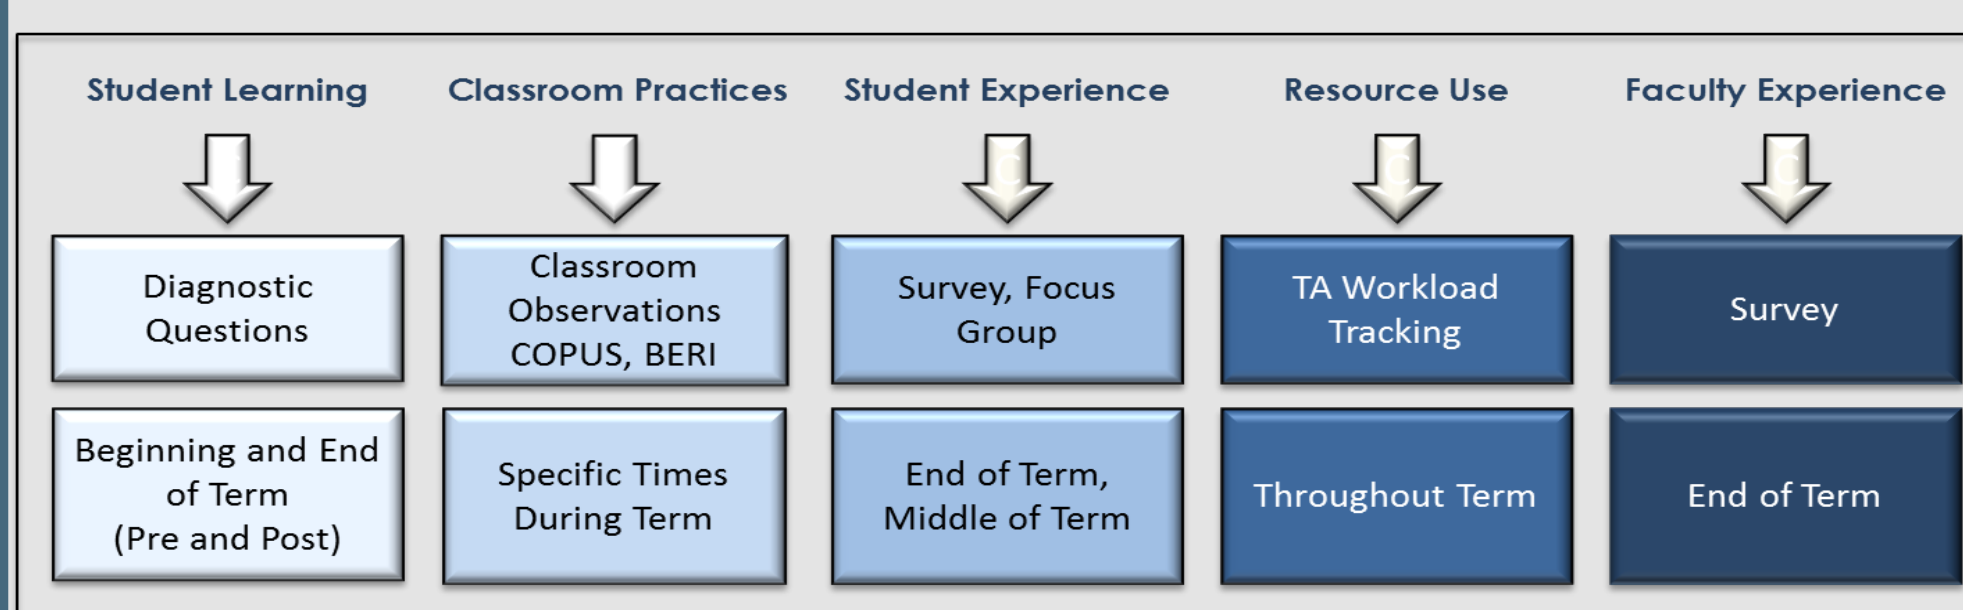 Student Learning
Classroom Practices
Student Experience
Resource Use
Faculty Experience
C
C
C
Diagnostic
Questions
Classroom
Observations
COPUS, BERI
Survey, Focus
Group
TA Workload
Tracking
Survey
Beginning and End
of Term
(Pre and Post)
Specific Times
During Term
End of Term,
Middle of Term
Throughout Term
End of Term